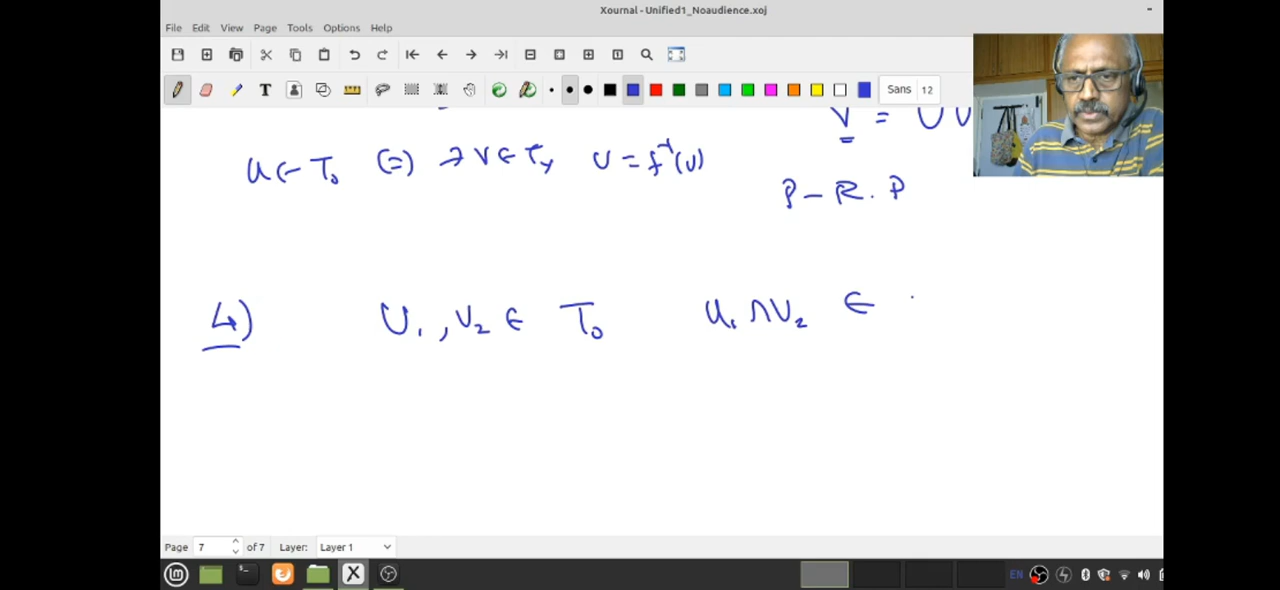 Xournal - Unified1_Noaudience.xoj
File Edit View Page Tools Options Help
Sans 12
V = U V
U ∈ T₀ (=) ∃ V ∈ T_Y U = f⁻¹(V)
P – R . P
4) U₁ , U₂ ∈ T₀ U₁ ∩ U₂ ∈
Page 7 of 7 Layer: Layer 1
EN